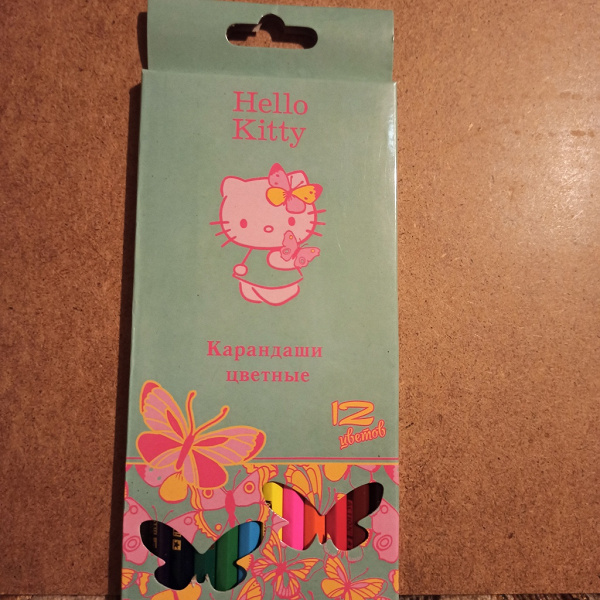 Hello
Kitty
Карандаши
цветные
12
цветов